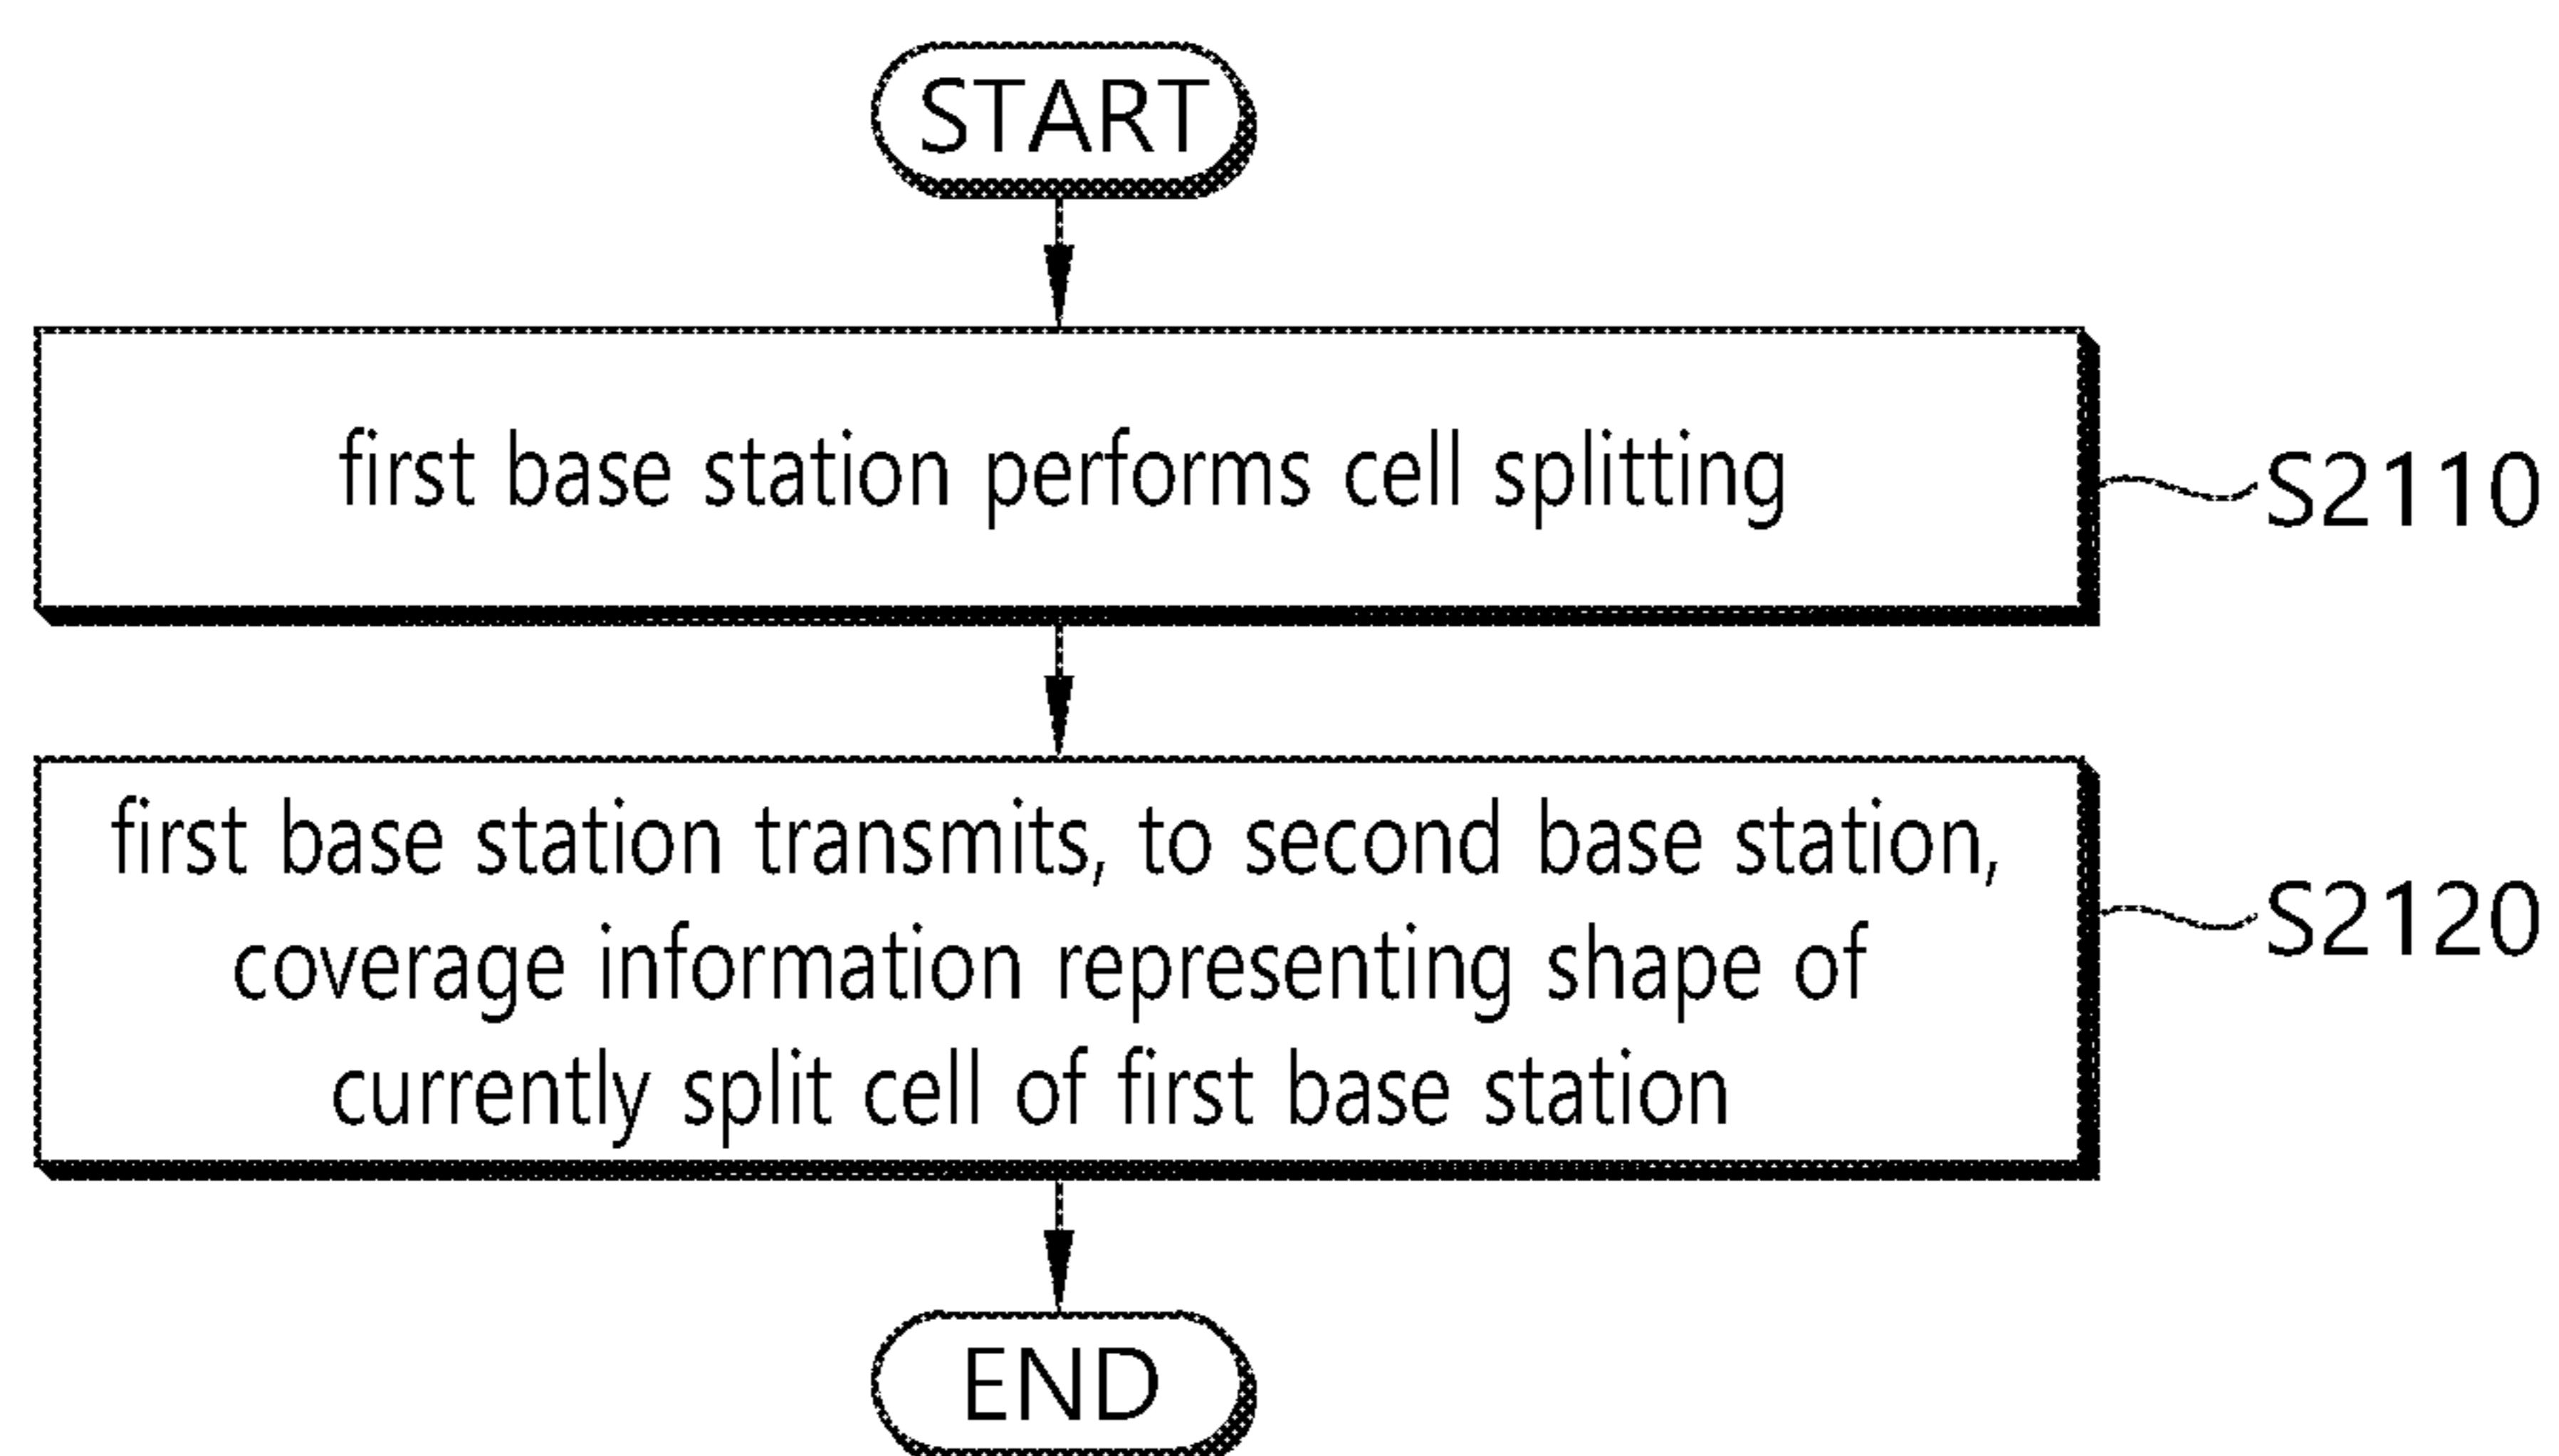 START
first base station performs cell splitting
S2110
first base station transmits, to second base station,
coverage information representing shape of
currently split cell of first base station
S2120
END